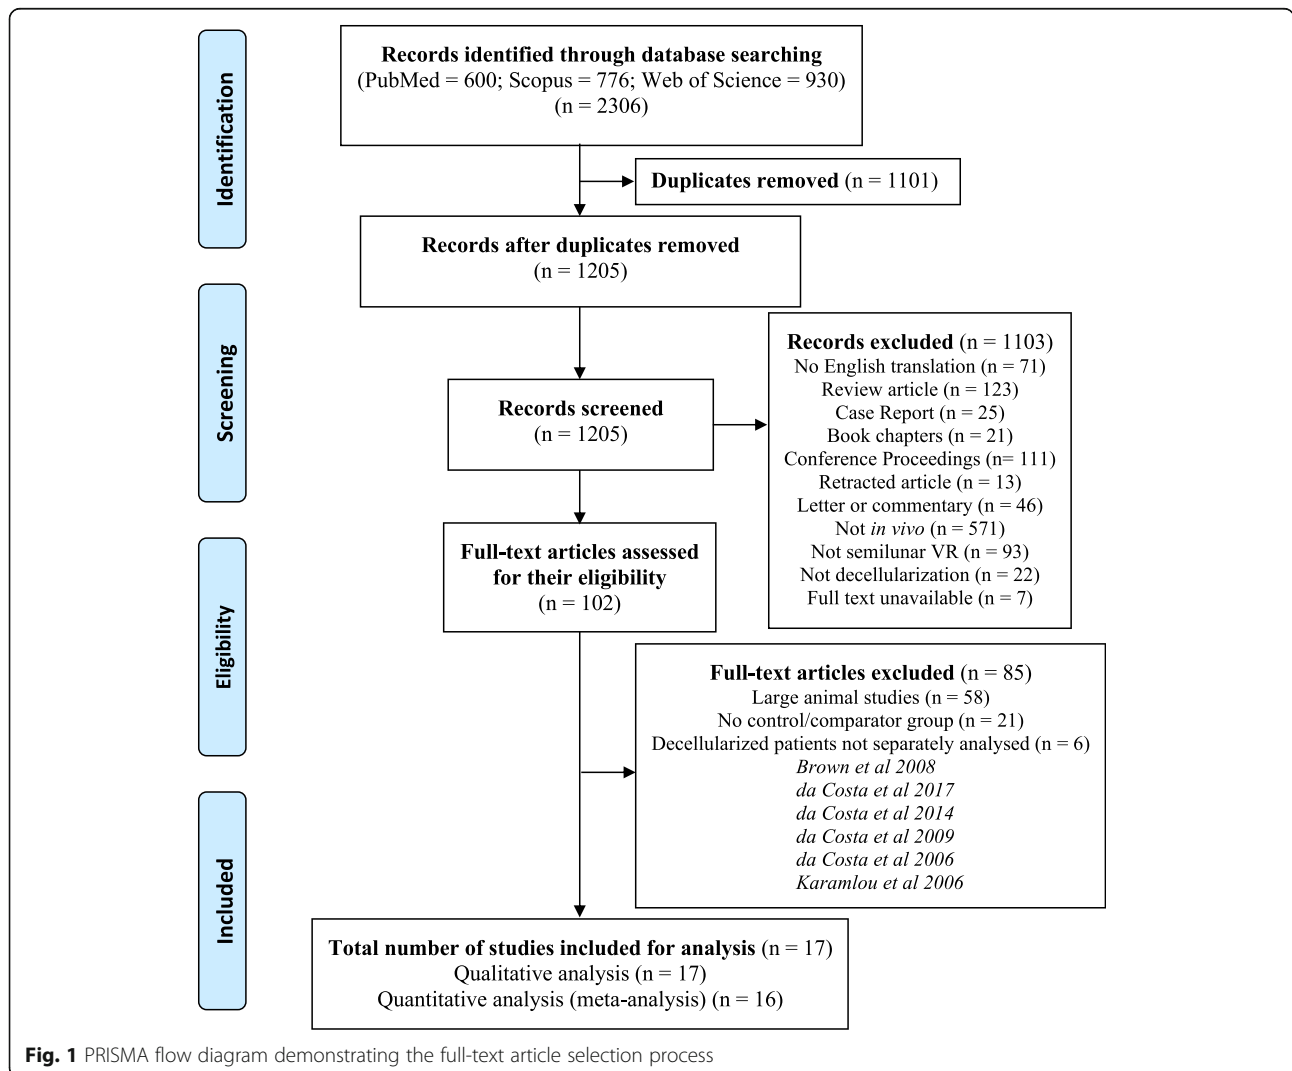 Identification
Records identified through database searching
(PubMed = 600; Scopus = 776; Web of Science = 930)
(n = 2306)
Duplicates removed (n = 1101)
Records after duplicates removed
(n = 1205)
Screening
Records screened
(n = 1205)
Records excluded (n = 1103)
No English translation (n = 71)
Review article (n = 123)
Case Report (n = 25)
Book chapters (n = 21)
Conference Proceedings (n= 111)
Retracted article (n = 13)
Letter or commentary (n = 46)
Not in vivo (n = 571)
Not semilunar VR (n = 93)
Not decellularization (n = 22)
Full text unavailable (n = 7)
Eligibility
Full-text articles assessed
for their eligibility
(n = 102)
Full-text articles excluded (n = 85)
Large animal studies (n = 58)
No control/comparator group (n = 21)
Decellularized patients not separately analysed (n = 6)
Brown et al 2008
da Costa et al 2017
da Costa et al 2014
da Costa et al 2009
da Costa et al 2006
Karamlou et al 2006
Included
Total number of studies included for analysis (n = 17)
Qualitative analysis (n = 17)
Quantitative analysis (meta-analysis) (n = 16)
Fig. 1 PRISMA flow diagram demonstrating the full-text article selection process